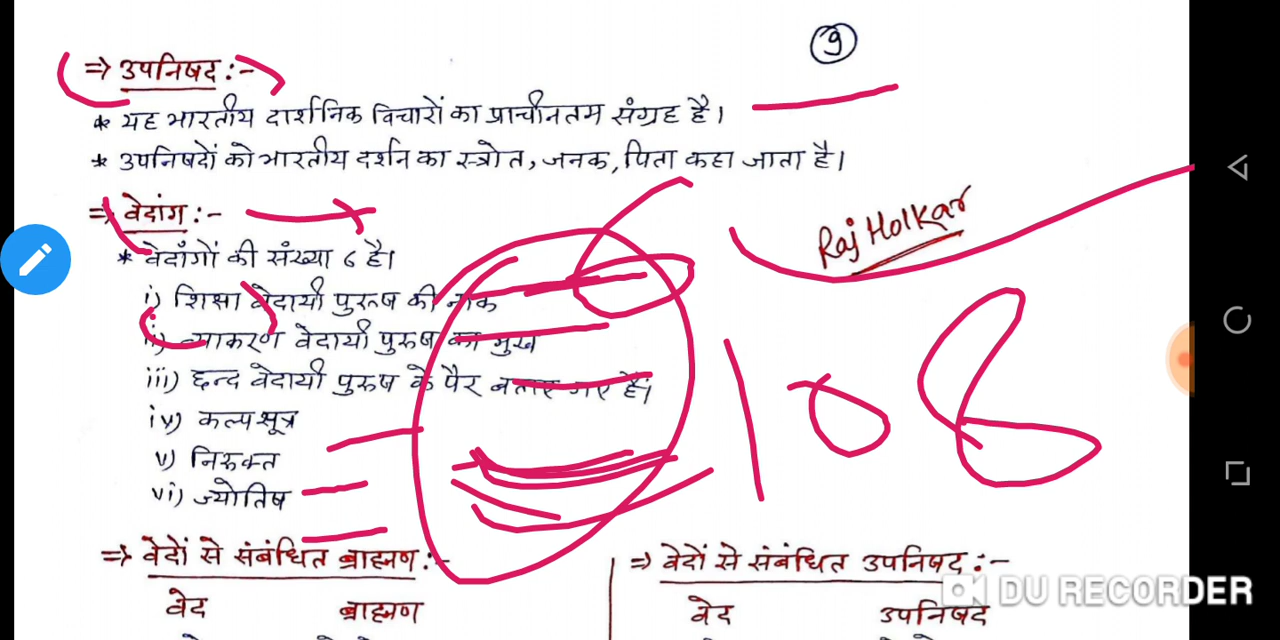 9
⇒ उपनिषद :-
* यह भारतीय दार्शनिक विचारों का प्राचीनतम संग्रह है।
* उपनिषदों को भारतीय दर्शन का स्त्रोत, जनक, पिता कहा जाता है।
⇒ वेदांग :-
Raj Holkar
* वेदांगों की संख्या 6 है।
i) शिक्षा वेदायी पुरुष की नाक
ii) व्याकरण वेदायी पुरुष का मुख
iii) छन्द वेदायी पुरुष के पैर बताए गए हैं।
108
iv) कल्पसूत्र
v) निरुक्त
vi) ज्योतिष
⇒ वेदों से संबंधित ब्राह्मण :-
वेद ब्राह्मण
⇒ वेदों से संबंधित उपनिषद :-
वेद उपनिषद
DU RECORDER